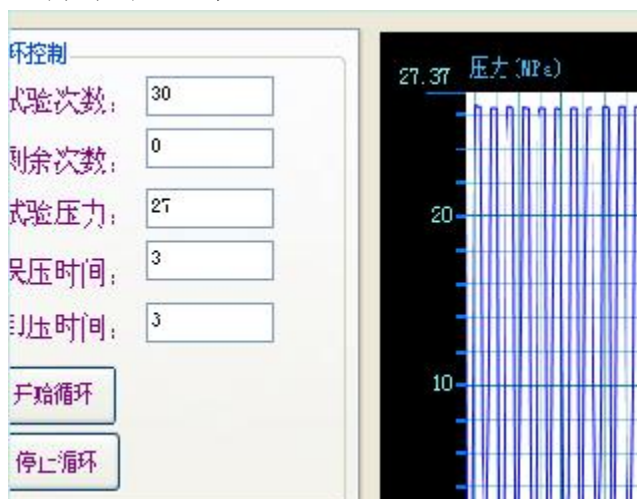 环控制
试验次数: 30
剩余次数: 0
试验压力: 27
保压时间: 3
压时间: 3
开始循环
停止循环
27.37 压力(MPa)
20
10